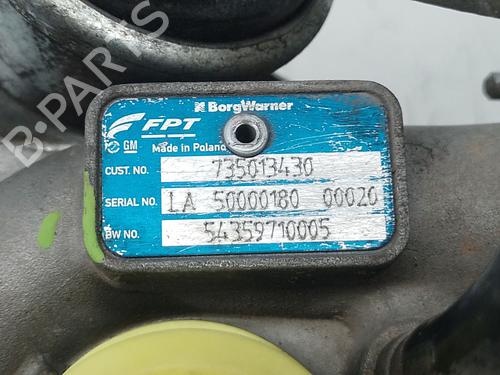 B-PARTS
BorgWarner
FPT
GM
Made in Poland
CUST. NO. 735013430
SERIAL NO. LA 50000180 00020
BW NO. 54359710005